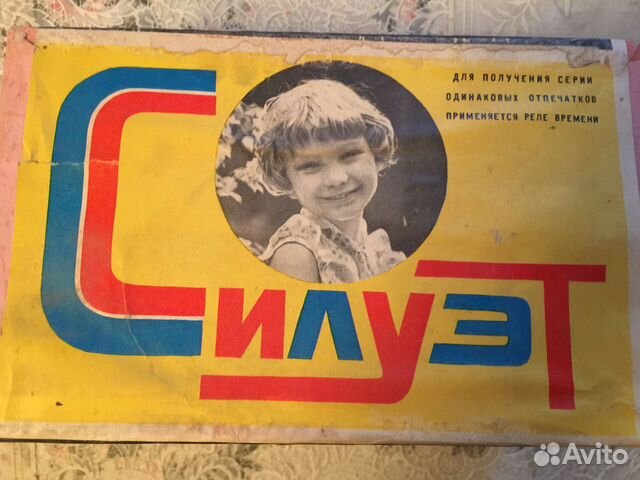 ДЛЯ ПОЛУЧЕНИЯ СЕРИИ
ОДИНАКОВЫХ ОТПЕЧАТКОВ
ПРИМЕНЯЕТСЯ РЕЛЕ ВРЕМЕНИ
СИЛУЭТ
Avito